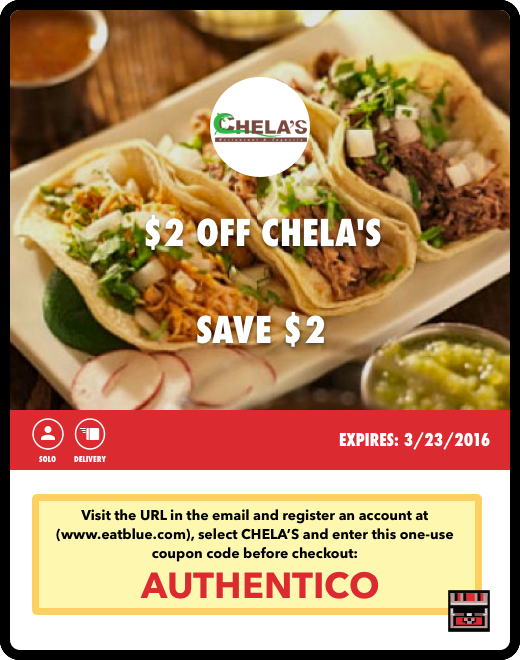 CHELA'S
$2 OFF CHELA'S
SAVE $2
SOLO
DELIVERY
EXPIRES: 3/23/2016
Visit the URL in the email and register an account at
(www.eatblue.com), select CHELA'S and enter this one-use
coupon code before checkout:
AUTHENTICO